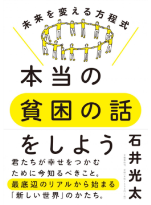 未来を変える方程式
本当の
貧困の話
をしよう
石井光太
君たちが幸せをつかむ
ために今知るべきこと。
最底辺のリアルから始まる
「新しい世界」のかたち。